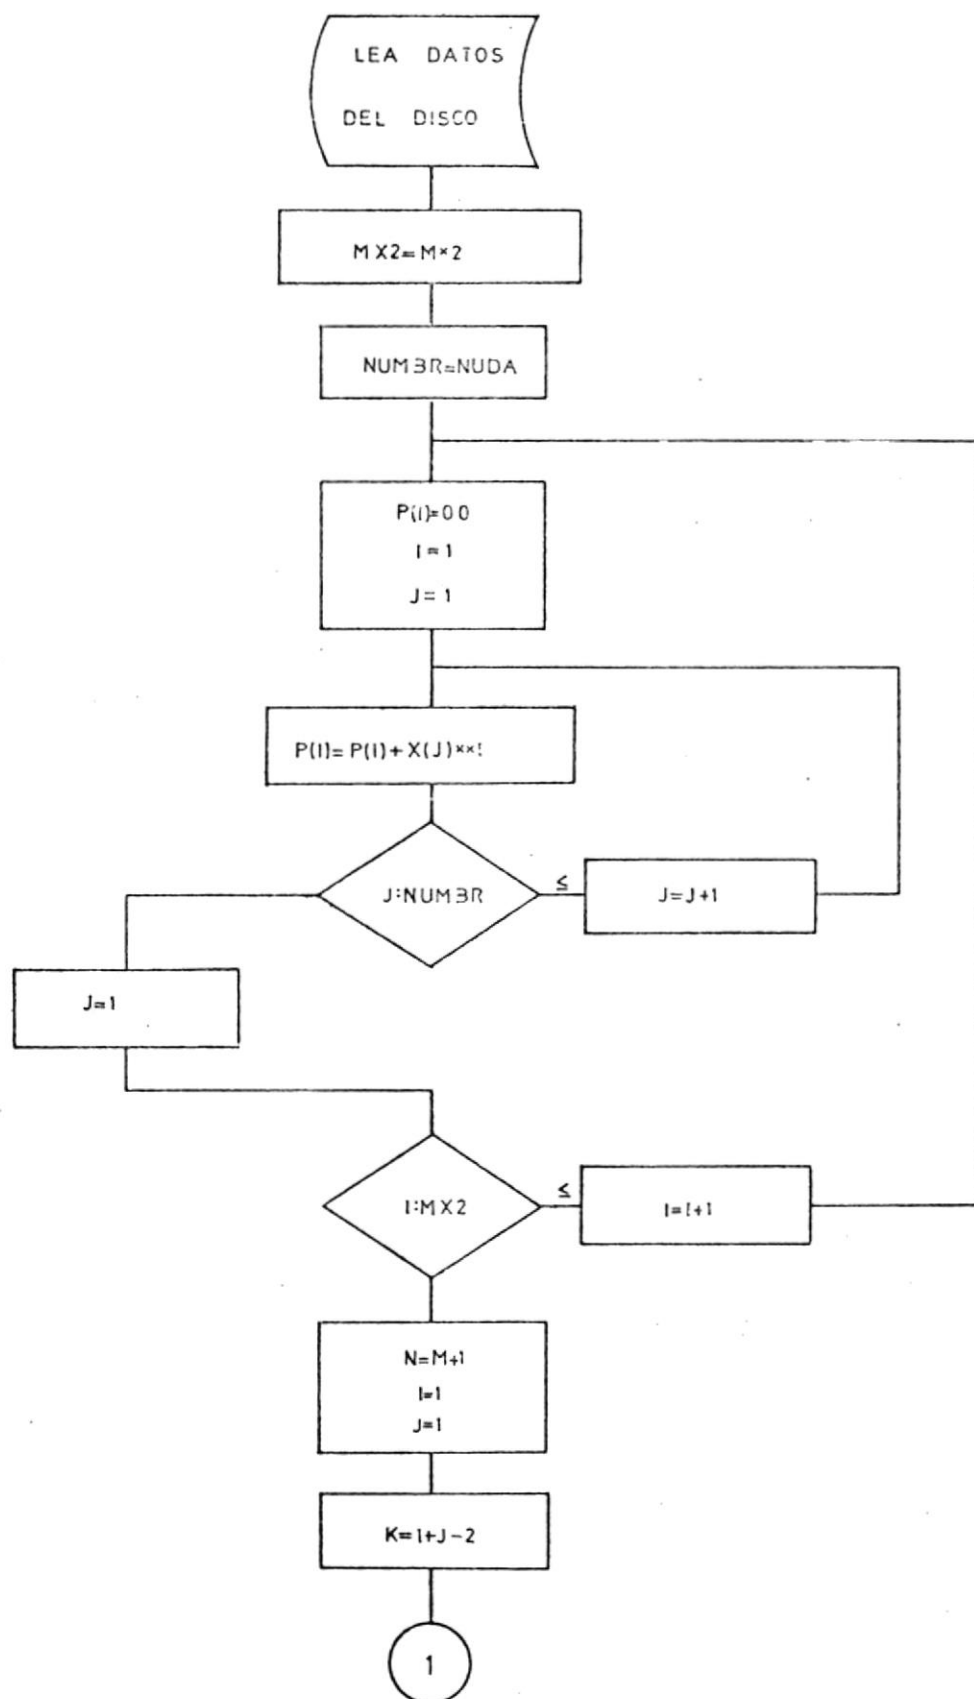 LEA DATOS
DEL DISCO
MX2=M*2
NUMBR=NUDA
P(I)=0.0
I=1
J=1
P(I)=P(I)+X(J)**I
J:NUMBR
≤
J=J+1
J=1
I:MX2
≤
I=I+1
N=M+1
I=1
J=1
K=I+J-2
1